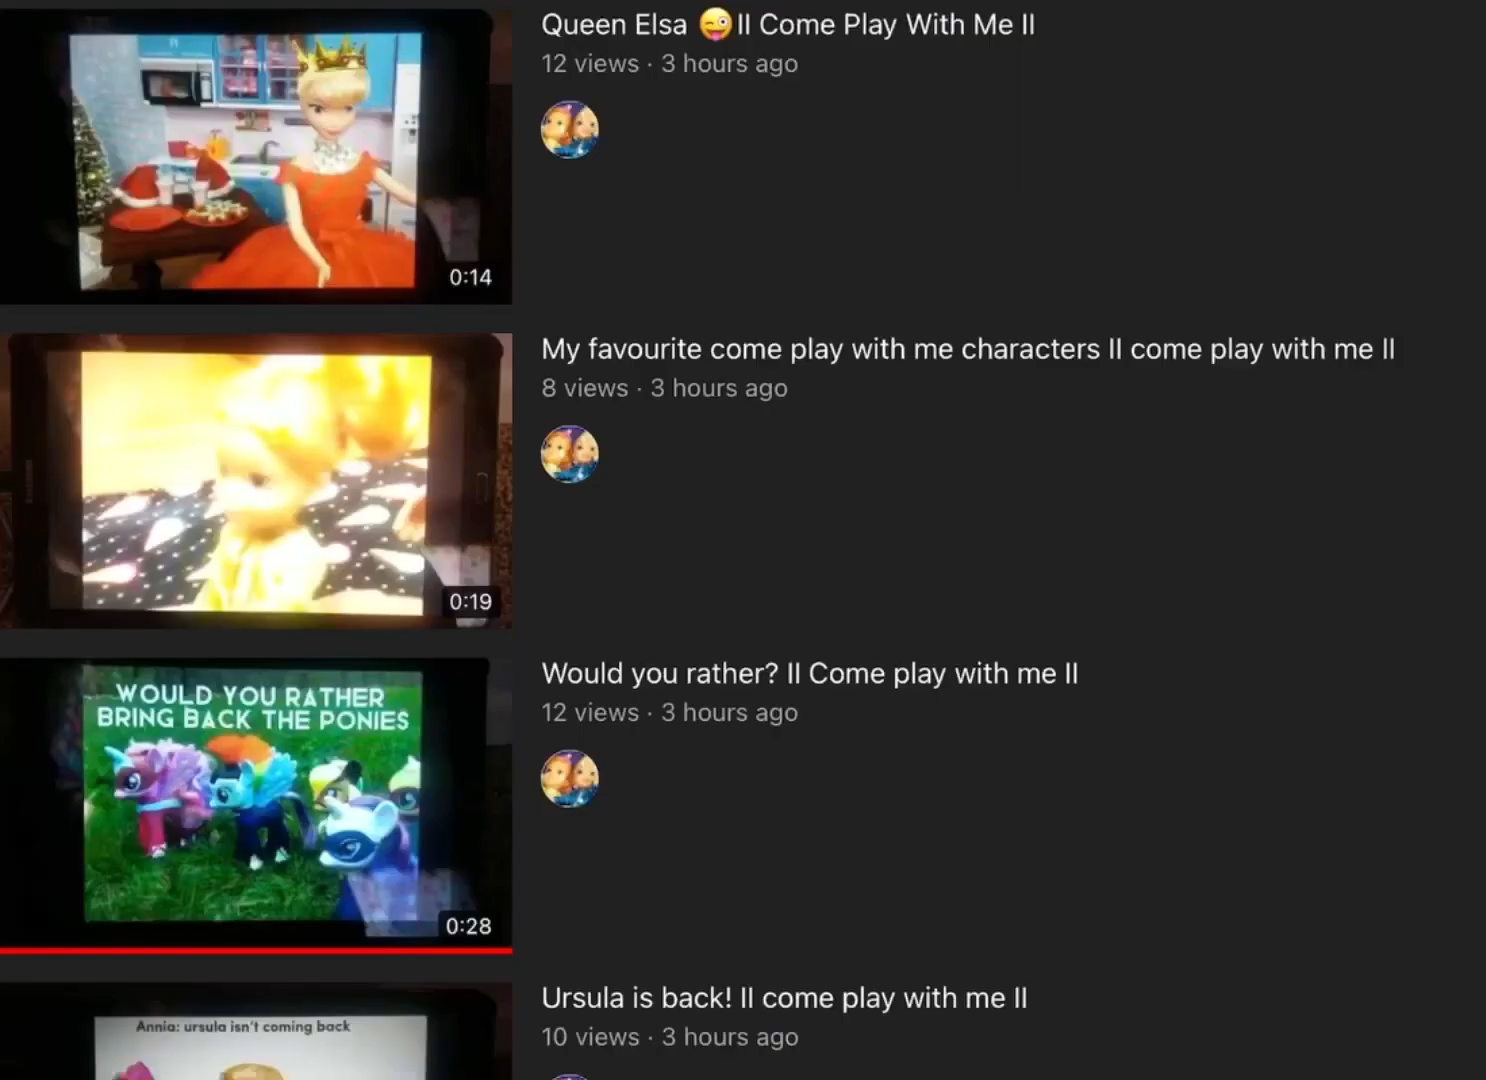 Queen Elsa 😜 II Come Play With Me II
12 views · 3 hours ago
0:14
My favourite come play with me characters II come play with me II
8 views · 3 hours ago
0:19
Would you rather? II Come play with me II
12 views · 3 hours ago
WOULD YOU RATHER
BRING BACK THE PONIES
0:28
Ursula is back! II come play with me II
10 views · 3 hours ago
Annia: ursula isn't coming back